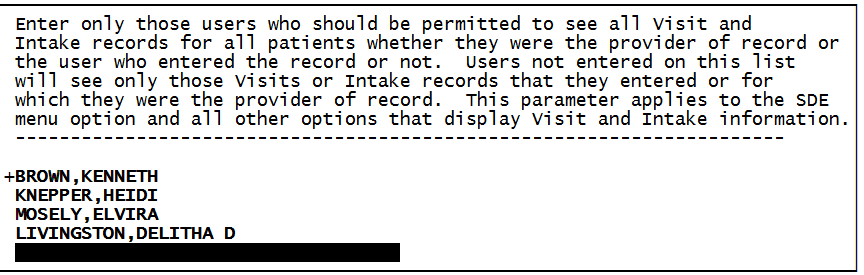 Enter only those users who should be permitted to see all Visit and
Intake records for all patients whether they were the provider of record or
the user who entered the record or not.  Users not entered on this list
will see only those Visits or Intake records that they entered or for
which they were the provider of record.  This parameter applies to the SDE
menu option and all other options that display Visit and Intake information.
----------------------------------------------------------------------
+BROWN,KENNETH
KNEPPER,HEIDI
MOSELY,ELVIRA
LIVINGSTON,DELITHA D